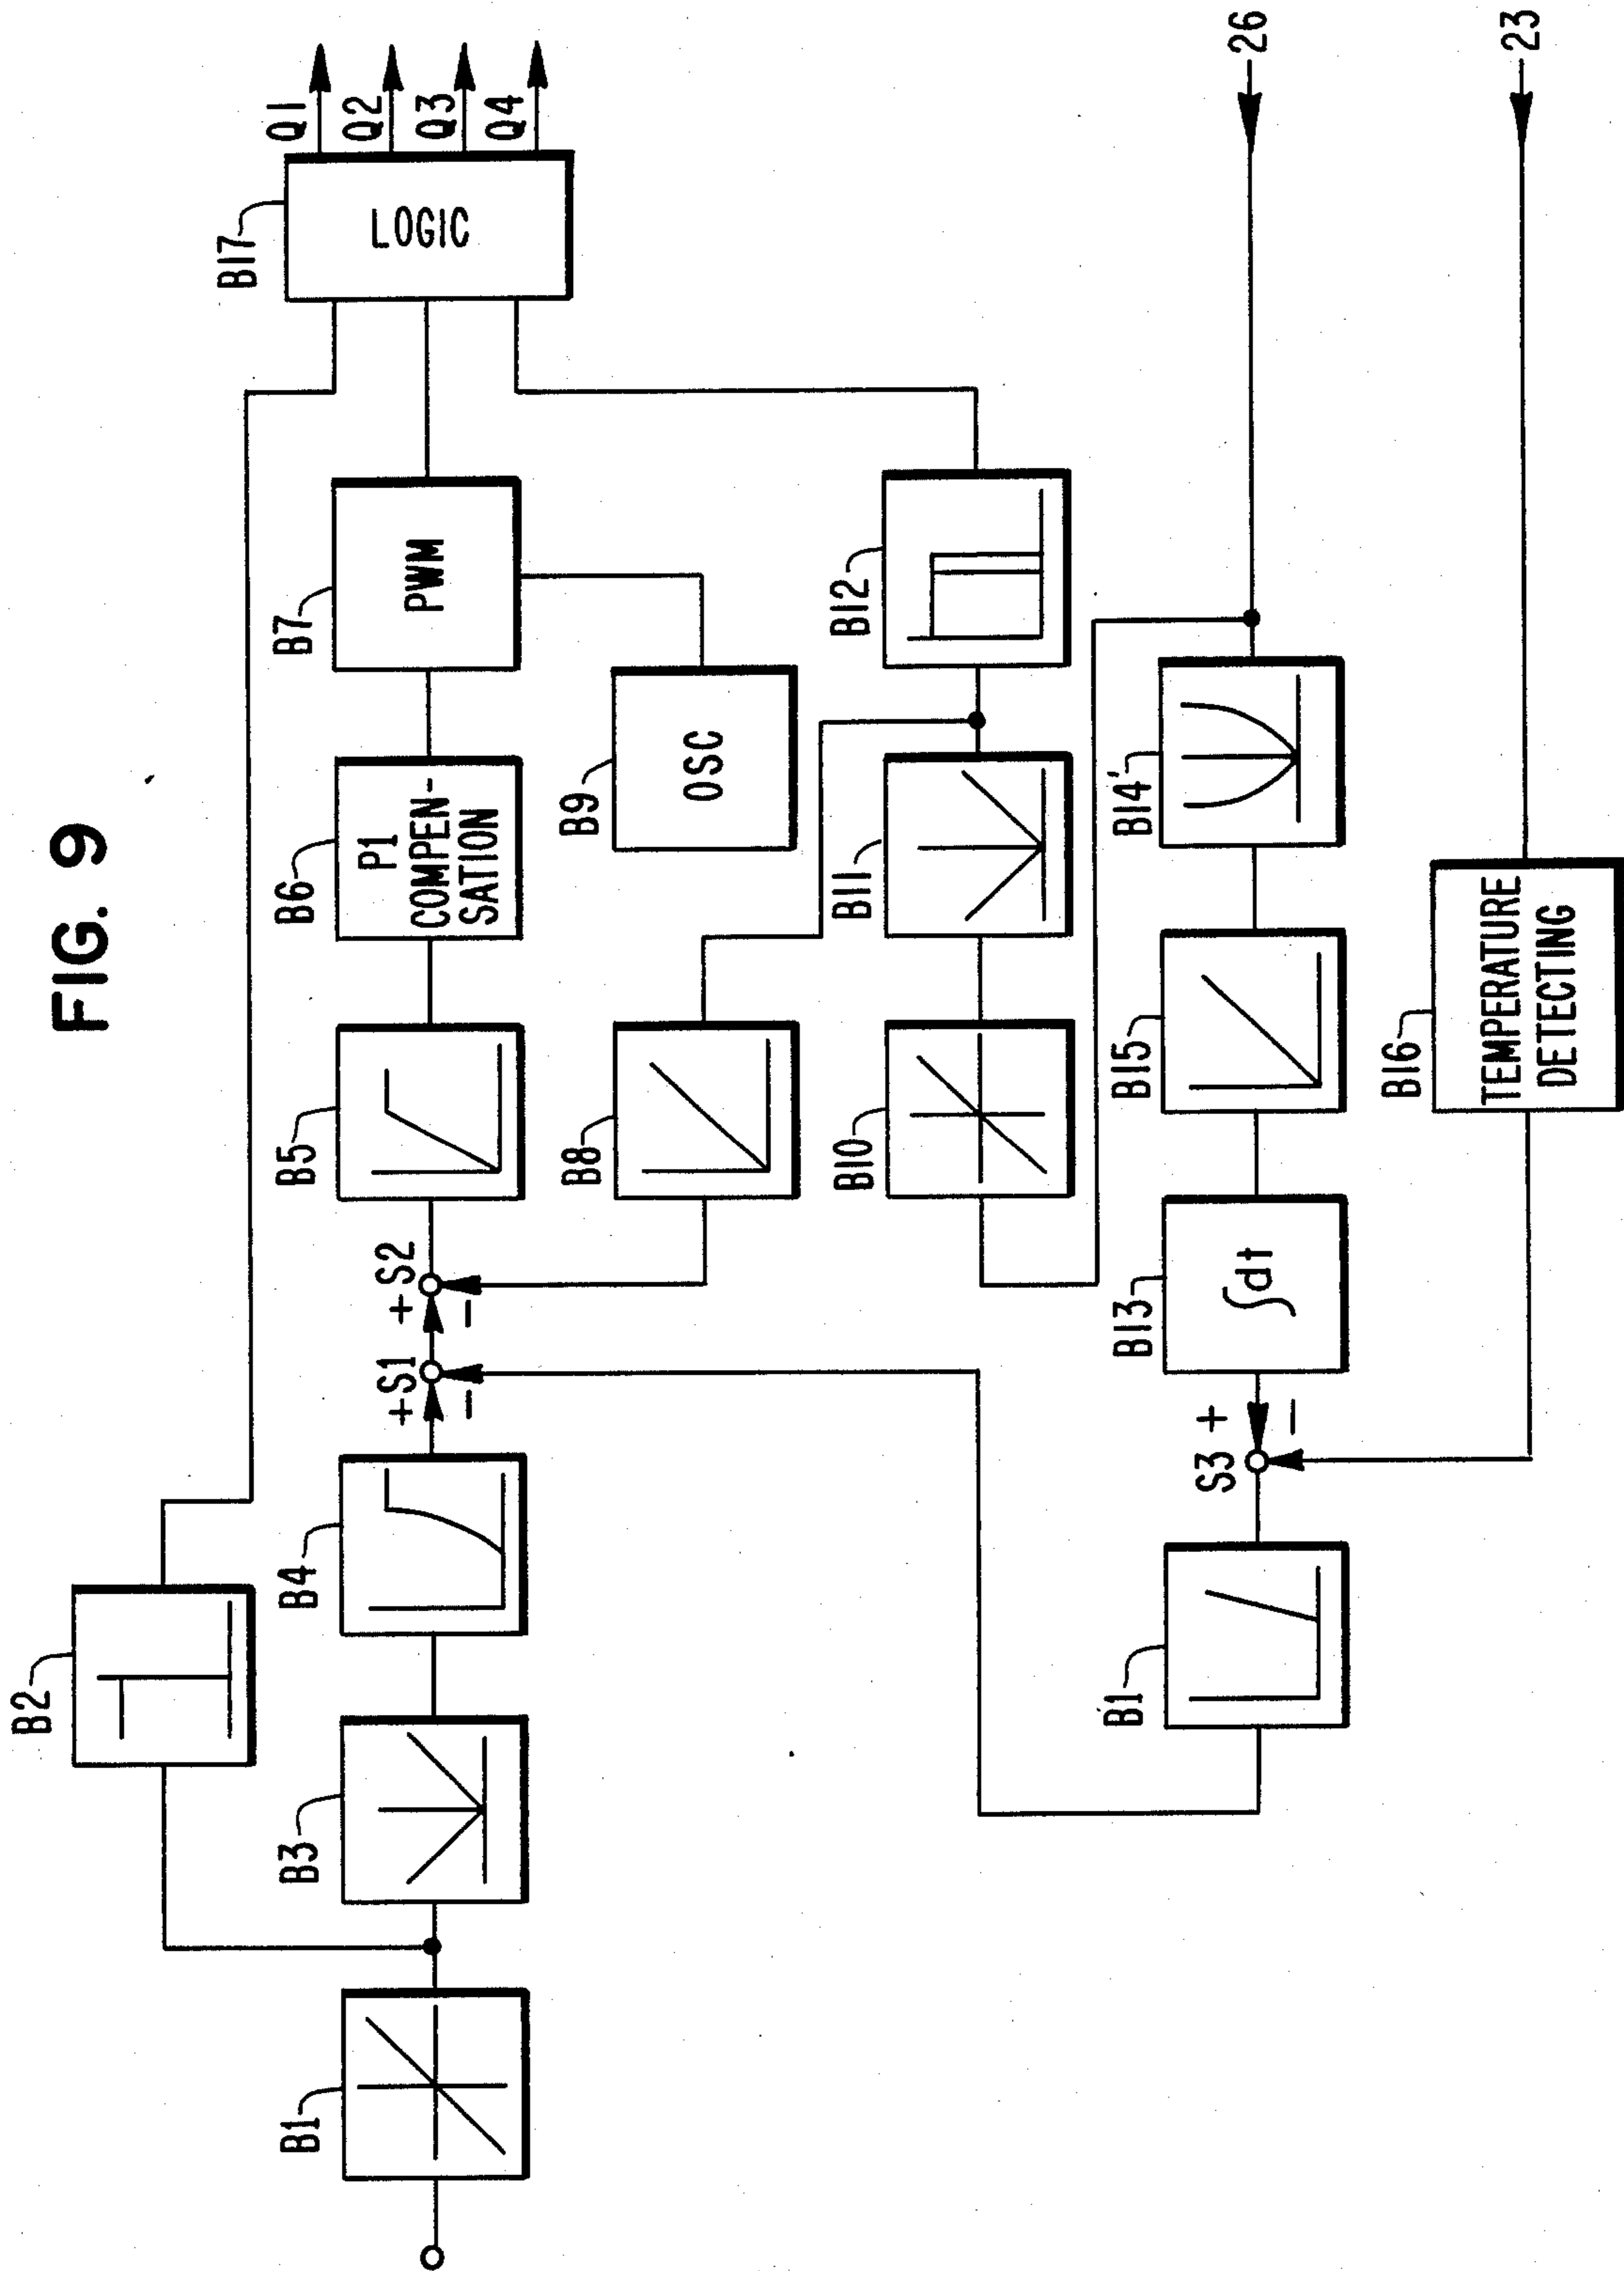 FIG. 9
B1
B2
B3
B4
+
S1
−
+
S2
−
B5
B6
P1
COMPEN-
SATION
B7
PWM
B17
LOGIC
Q1
Q2
Q3
Q4
B8
B9
OSC
B10
B11
B12
B1
S3
+
−
B13
∫dt
B15
B14'
26
B16
TEMPERATURE
DETECTING
23